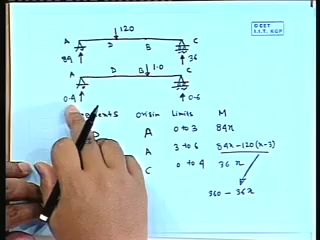 © CET
I.I.T. KGP
120
A D B C
84 36
A D B 1.0 C
0.4 0.6
Origin Limits M
A 0 to 3 84x
A 3 to 6 84x - 120(x-3)
C 0 to 4 36x
360 - 36x